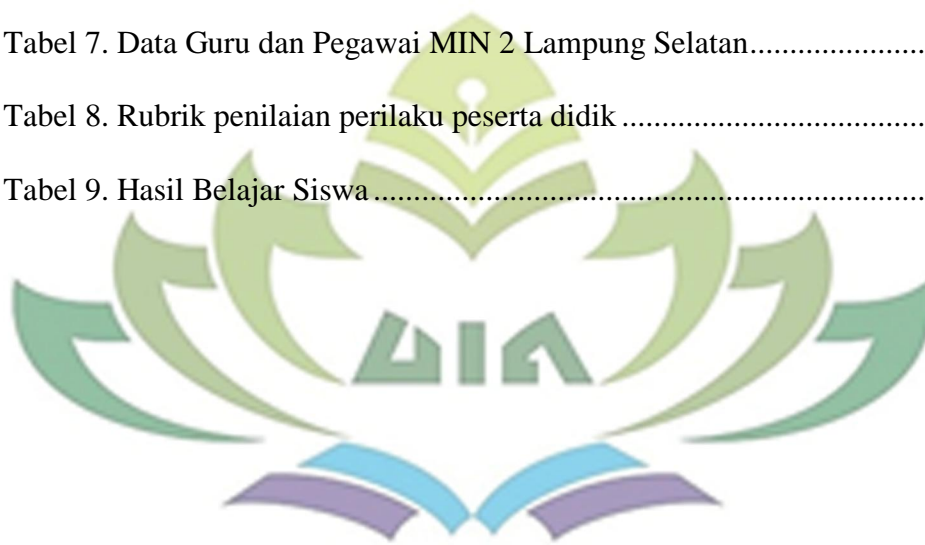 Tabel 7. Data Guru dan Pegawai MIN 2 Lampung Selatan......................
Tabel 8. Rubrik penilaian perilaku peserta didik ......................................
Tabel 9. Hasil Belajar Siswa .....................................................................
UIN